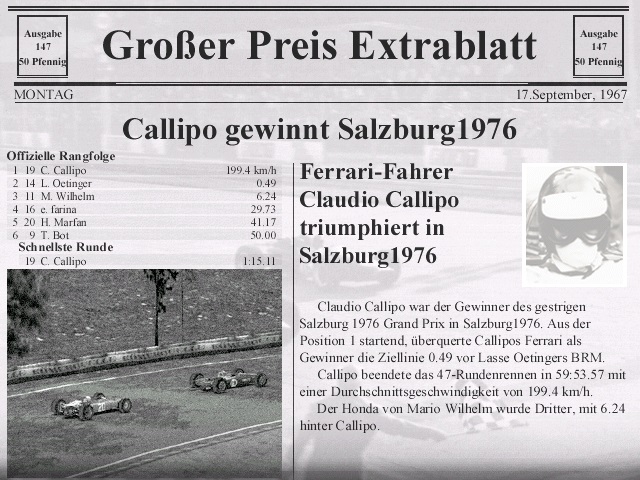 Ausgabe
147
50 Pfennig
Großer Preis Extrablatt
Ausgabe
147
50 Pfennig
MONTAG
17.September, 1967
Callipo gewinnt Salzburg1976
Offizielle Rangfolge
1 19 C. Callipo 199.4 km/h
2 14 L. Oetinger 0.49
3 11 M. Wilhelm 6.24
4 16 e. farina 29.73
5 20 H. Marfan 41.17
6 9 T. Bot 50.00
Schnellste Runde
19 C. Callipo 1:15.11
Ferrari-Fahrer
Claudio Callipo
triumphiert in
Salzburg1976
Claudio Callipo war der Gewinner des gestrigen
Salzburg 1976 Grand Prix in Salzburg1976. Aus der
Position 1 startend, überquerte Callipos Ferrari als
Gewinner die Ziellinie 0.49 vor Lasse Oetingers BRM.
Callipo beendete das 47-Rundenrennen in 59:53.57 mit
einer Durchschnittsgeschwindigkeit von 199.4 km/h.
Der Honda von Mario Wilhelm wurde Dritter, mit 6.24
hinter Callipo.